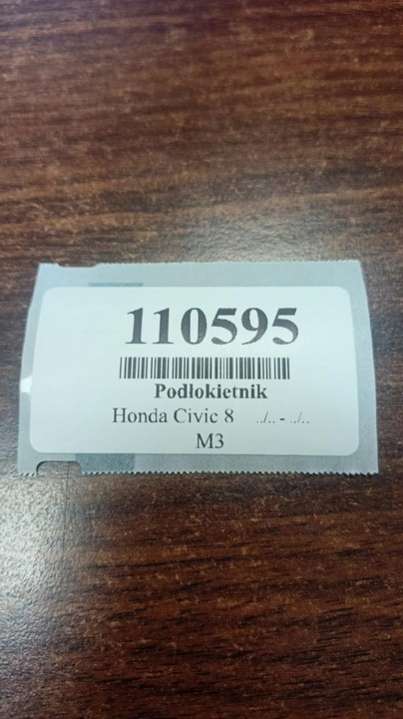 110595
Podłokietnik
Honda Civic 8 ../.. - ../..
M3